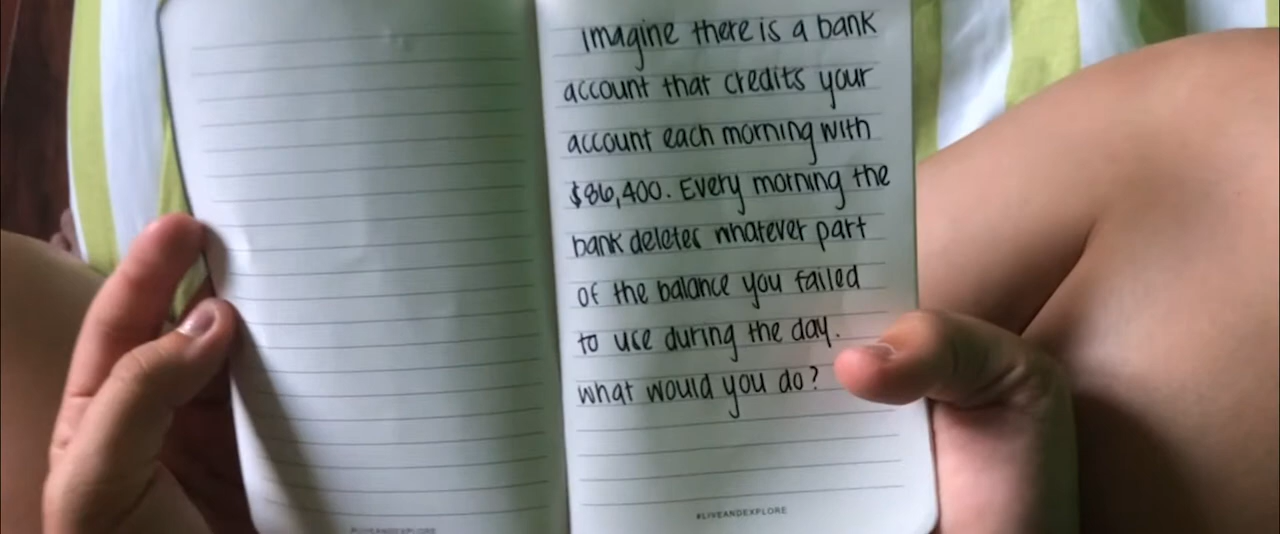 imagine there is a bank
account that credits your
account each morning with
$86,400. Every morning the
bank deletes whatever part
of the balance you failed
to use during the day.
what would you do?
#LIVEANDEXPLORE
#LIVEANDEXPLORE